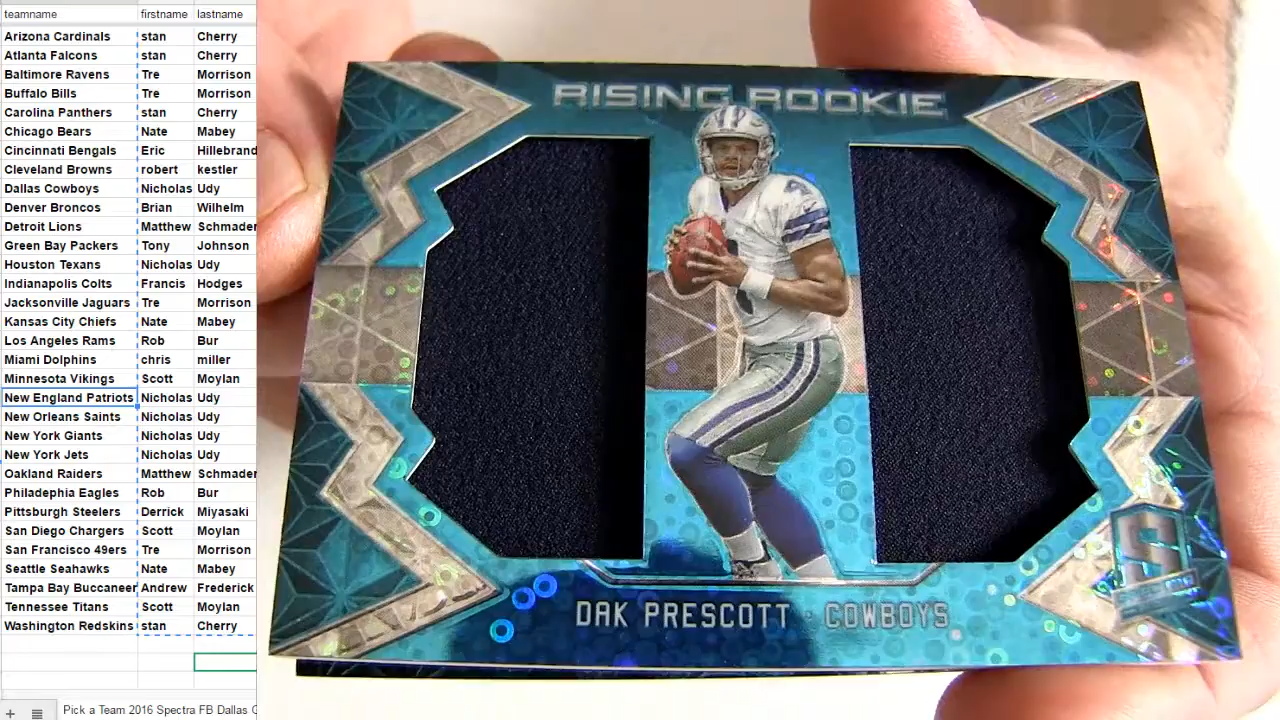 teamname firstname lastname
Arizona Cardinals stan Cherry
Atlanta Falcons stan Cherry
Baltimore Ravens Tre Morrison
Buffalo Bills Tre Morrison
Carolina Panthers stan Cherry
Chicago Bears Nate Mabey
Cincinnati Bengals Eric Hillebrand
Cleveland Browns robert kestler
Dallas Cowboys Nicholas Udy
Denver Broncos Brian Wilhelm
Detroit Lions Matthew Schmader
Green Bay Packers Tony Johnson
Houston Texans Nicholas Udy
Indianapolis Colts Francis Hodges
Jacksonville Jaguars Tre Morrison
Kansas City Chiefs Nate Mabey
Los Angeles Rams Rob Bur
Miami Dolphins chris miller
Minnesota Vikings Scott Moylan
New England Patriots Nicholas Udy
New Orleans Saints Nicholas Udy
New York Giants Nicholas Udy
New York Jets Nicholas Udy
Oakland Raiders Matthew Schmader
Philadephia Eagles Rob Bur
Pittsburgh Steelers Derrick Miyasaki
San Diego Chargers Scott Moylan
San Francisco 49ers Tre Morrison
Seattle Seahawks Nate Mabey
Tampa Bay Buccaneer Andrew Frederick
Tennessee Titans Scott Moylan
Washington Redskins stan Cherry
Pick a Team 2016 Spectra FB Dallas
RISING ROOKIE
DAK PRESCOTT · COWBOYS
S